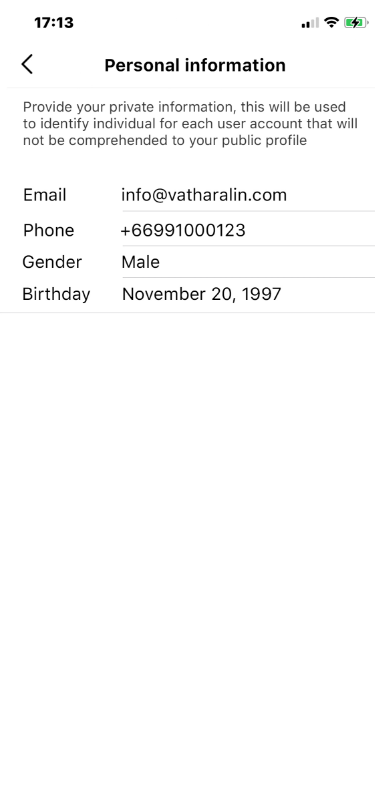 17:13
Personal information
Provide your private information, this will be used
to identify individual for each user account that will
not be comprehended to your public profile
Email info@vatharalin.com
Phone +66991000123
Gender Male
Birthday November 20, 1997